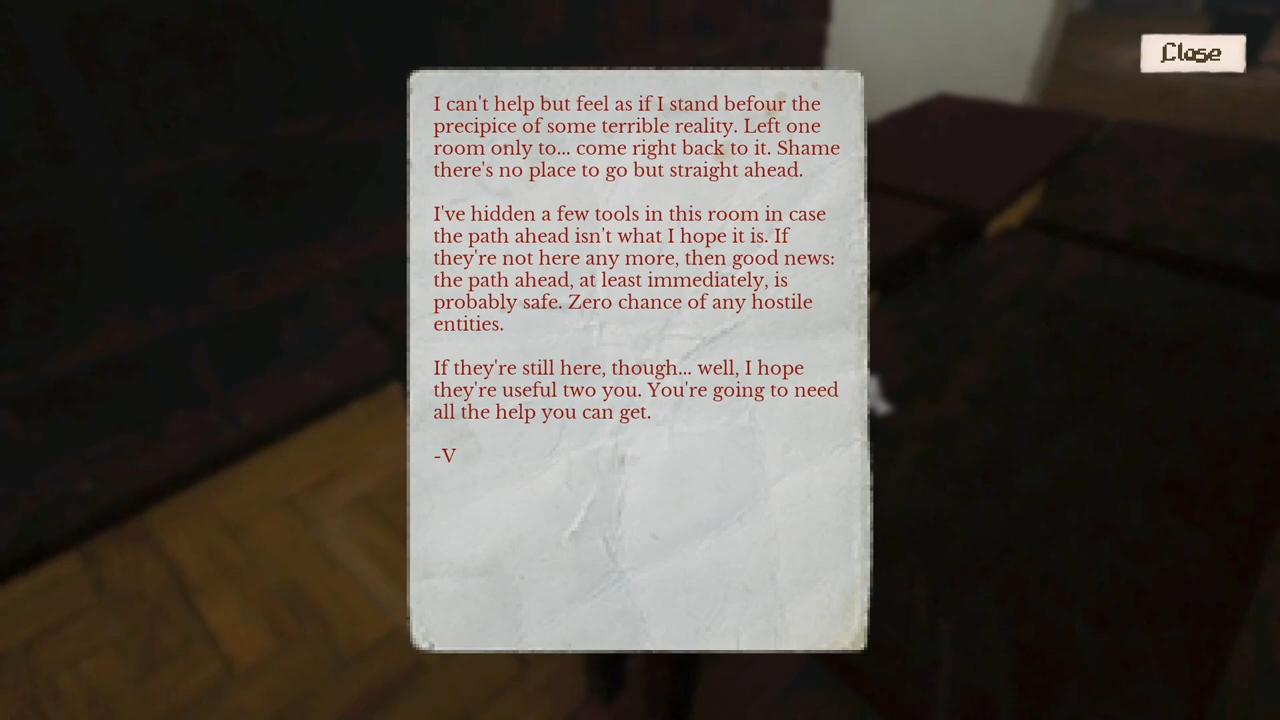 Close
I can't help but feel as if I stand befour the
precipice of some terrible reality. Left one
room only to... come right back to it. Shame
there's no place to go but straight ahead.
I've hidden a few tools in this room in case
the path ahead isn't what I hope it is. If
they're not here any more, then good news:
the path ahead, at least immediately, is
probably safe. Zero chance of any hostile
entities.
If they're still here, though... well, I hope
they're useful two you. You're going to need
all the help you can get.
-V